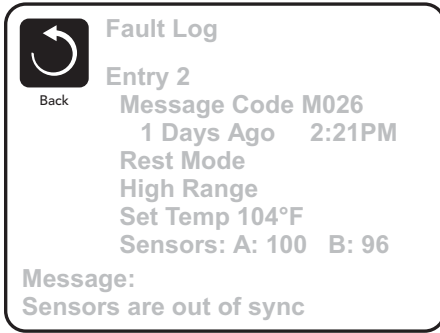 Fault Log
Back
Entry 2
Message Code M026
1 Days Ago 2:21PM
Rest Mode
High Range
Set Temp 104°F
Sensors: A: 100 B: 96
Message:
Sensors are out of sync